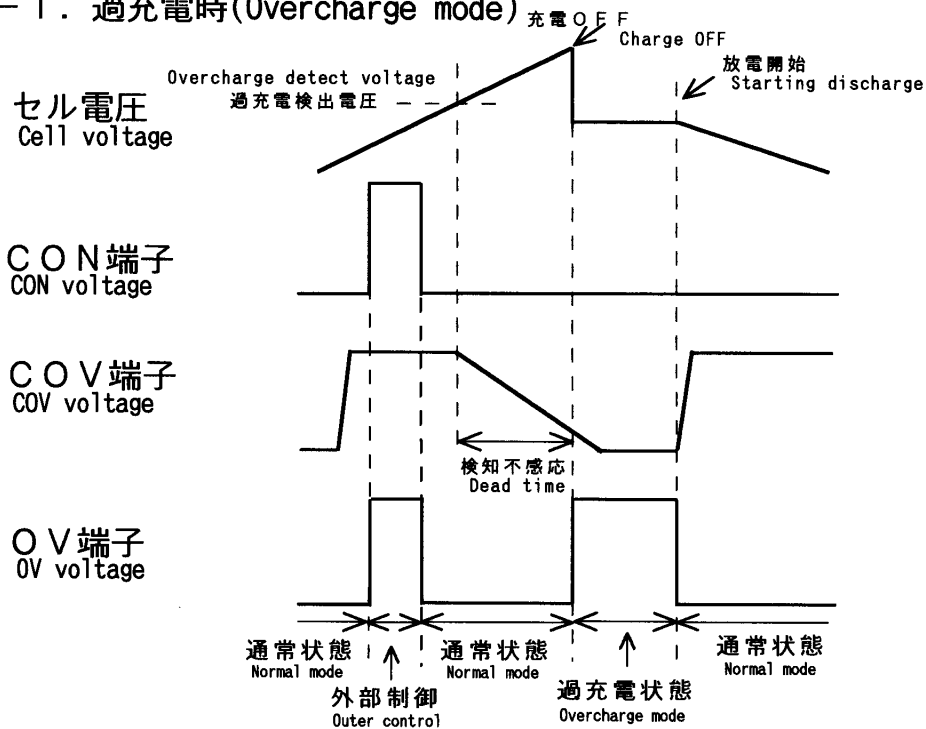 －１．過充電時(Overcharge mode)
充電ＯＦＦ
Charge OFF
放電開始
Starting discharge
Overcharge detect voltage
過充電検出電圧
セル電圧
Cell voltage
ＣＯＮ端子
CON voltage
ＣＯＶ端子
COV voltage
検知不感応
Dead time
ＯＶ端子
OV voltage
通常状態
Normal mode
通常状態
Normal mode
通常状態
Normal mode
外部制御
Outer control
過充電状態
Overcharge mode